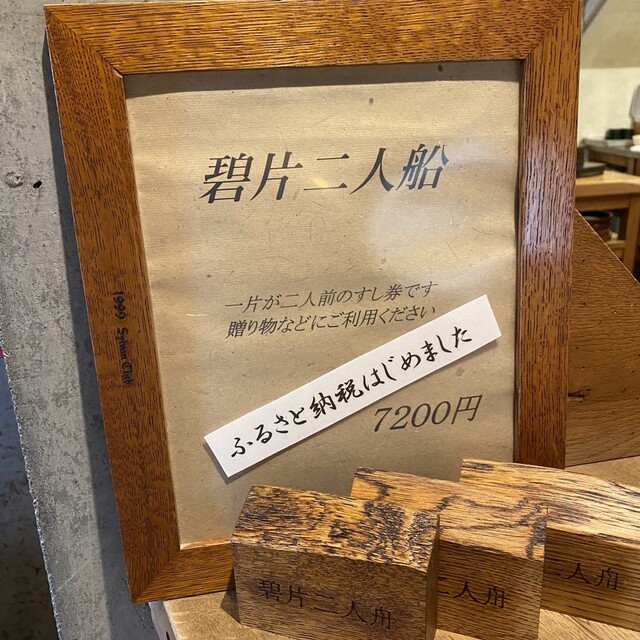 碧片二人船
一片が二人前のすし券です
贈り物などにご利用ください
ふるさと納税はじめました
7200円
1999
碧片二人舟
二人舟
二人舟